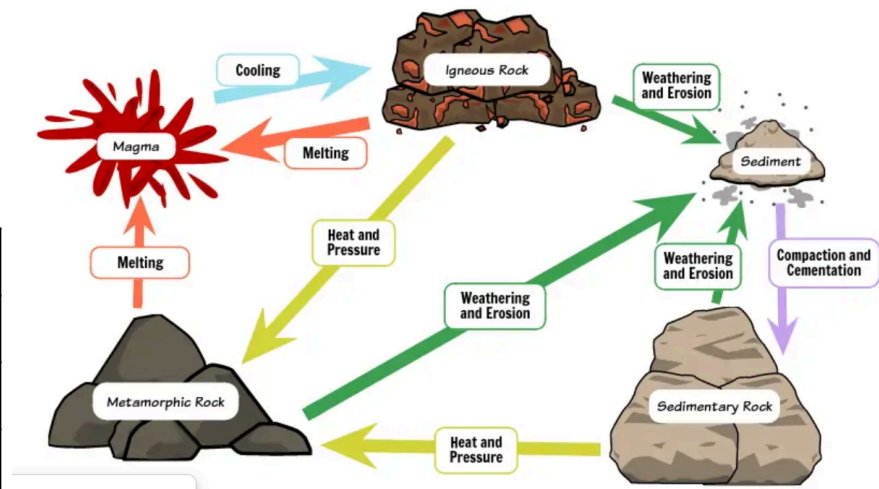 Cooling
Igneous Rock
Weathering
and Erosion
Magma
Melting
Sediment
Heat and
Pressure
Melting
Weathering
and Erosion
Compaction and
Cementation
Weathering
and Erosion
Metamorphic Rock
Sedimentary Rock
Heat and
Pressure